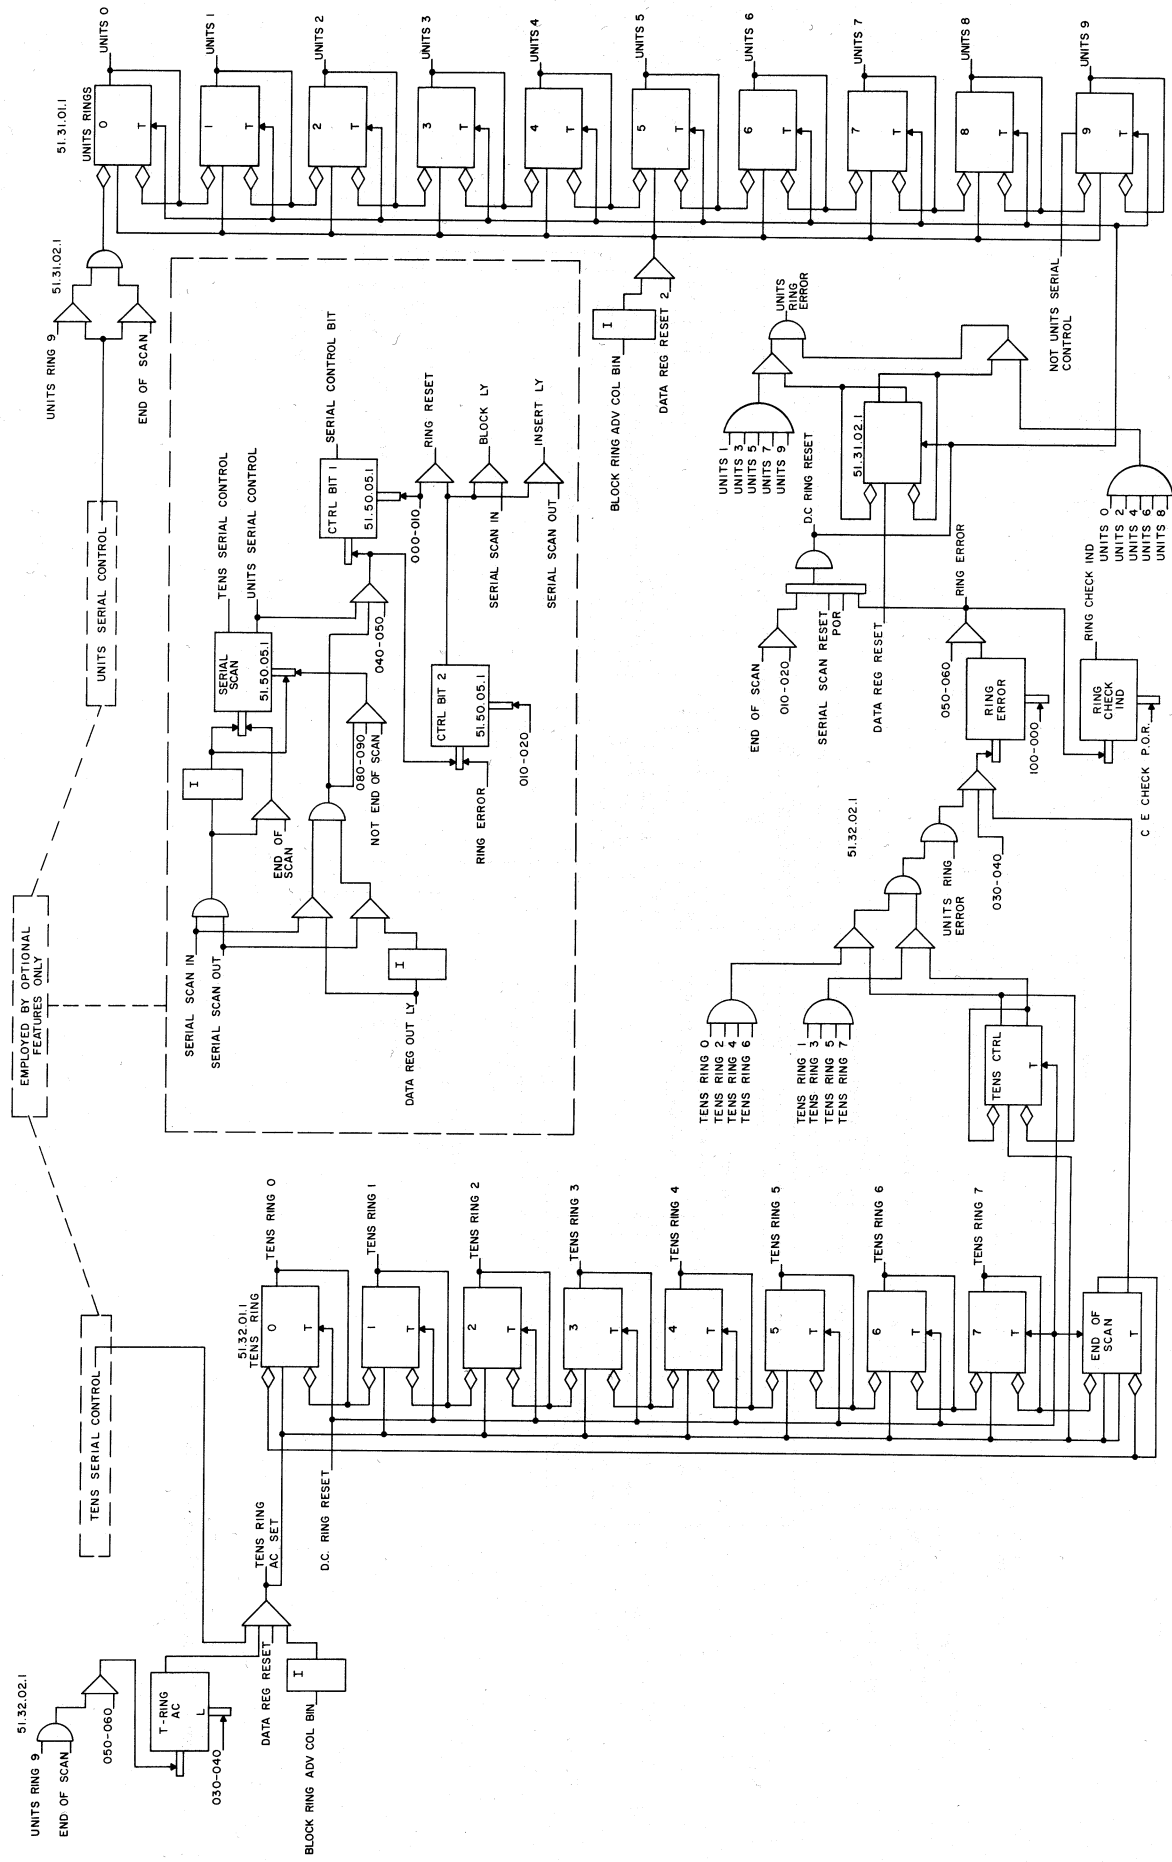 51.31.01.1
UNITS RINGS
0
T
UNITS 0
1
T
UNITS 1
2
T
UNITS 2
3
T
UNITS 3
4
T
UNITS 4
5
T
UNITS 5
6
T
UNITS 6
7
T
UNITS 7
8
T
UNITS 8
9
T
UNITS 9
51.31.02.1
UNITS RING 9
END OF SCAN
UNITS SERIAL CONTROL
EMPLOYED BY OPTIONAL
FEATURES ONLY
TENS SERIAL CONTROL
SERIAL SCAN IN
SERIAL SCAN OUT
DATA REG OUT LY
I
I
END OF
SCAN
SERIAL
SCAN
51.50.05.1
TENS SERIAL CONTROL
UNITS SERIAL CONTROL
080-090
NOT END OF SCAN
040-050
CTRL BIT 1
51.50.05.1
SERIAL CONTROL BIT
000-010
RING RESET
BLOCK LY
INSERT LY
SERIAL SCAN IN
SERIAL SCAN OUT
CTRL BIT 2
51.50.05.1
RING ERROR
010-020
BLOCK RING ADV COL BIN
I
DATA REG RESET 2
UNITS
RING
ERROR
UNITS 1
UNITS 3
UNITS 5
UNITS 7
UNITS 9
51.31.02.1
NOT UNITS SERIAL
CONTROL
UNITS 0
UNITS 2
UNITS 4
UNITS 6
UNITS 8
D.C RING RESET
END OF SCAN
010-020
SERIAL SCAN RESET
POR
DATA REG RESET
RING ERROR
050-060
RING
ERROR
100-000
RING CHECK IND
RING
CHECK
IND
C E CHECK P.O.R.
51.32.02.1
UNITS RING
ERROR
030-040
TENS RING 0
TENS RING 2
TENS RING 4
TENS RING 6
TENS RING 1
TENS RING 3
TENS RING 5
TENS RING 7
TENS CTRL
T
51.32.01.1
TENS RING
0
T
TENS RING 0
1
T
TENS RING 1
2
T
TENS RING 2
3
T
TENS RING 3
4
T
TENS RING 4
5
T
TENS RING 5
6
T
TENS RING 6
7
T
TENS RING 7
END OF
SCAN
T
TENS RING
AC SET
D.C. RING RESET
51.32.02.1
UNITS RING 9
END OF SCAN
050-060
T-RING
AC
L
030-040
DATA REG RESET
I
BLOCK RING ADV COL BIN